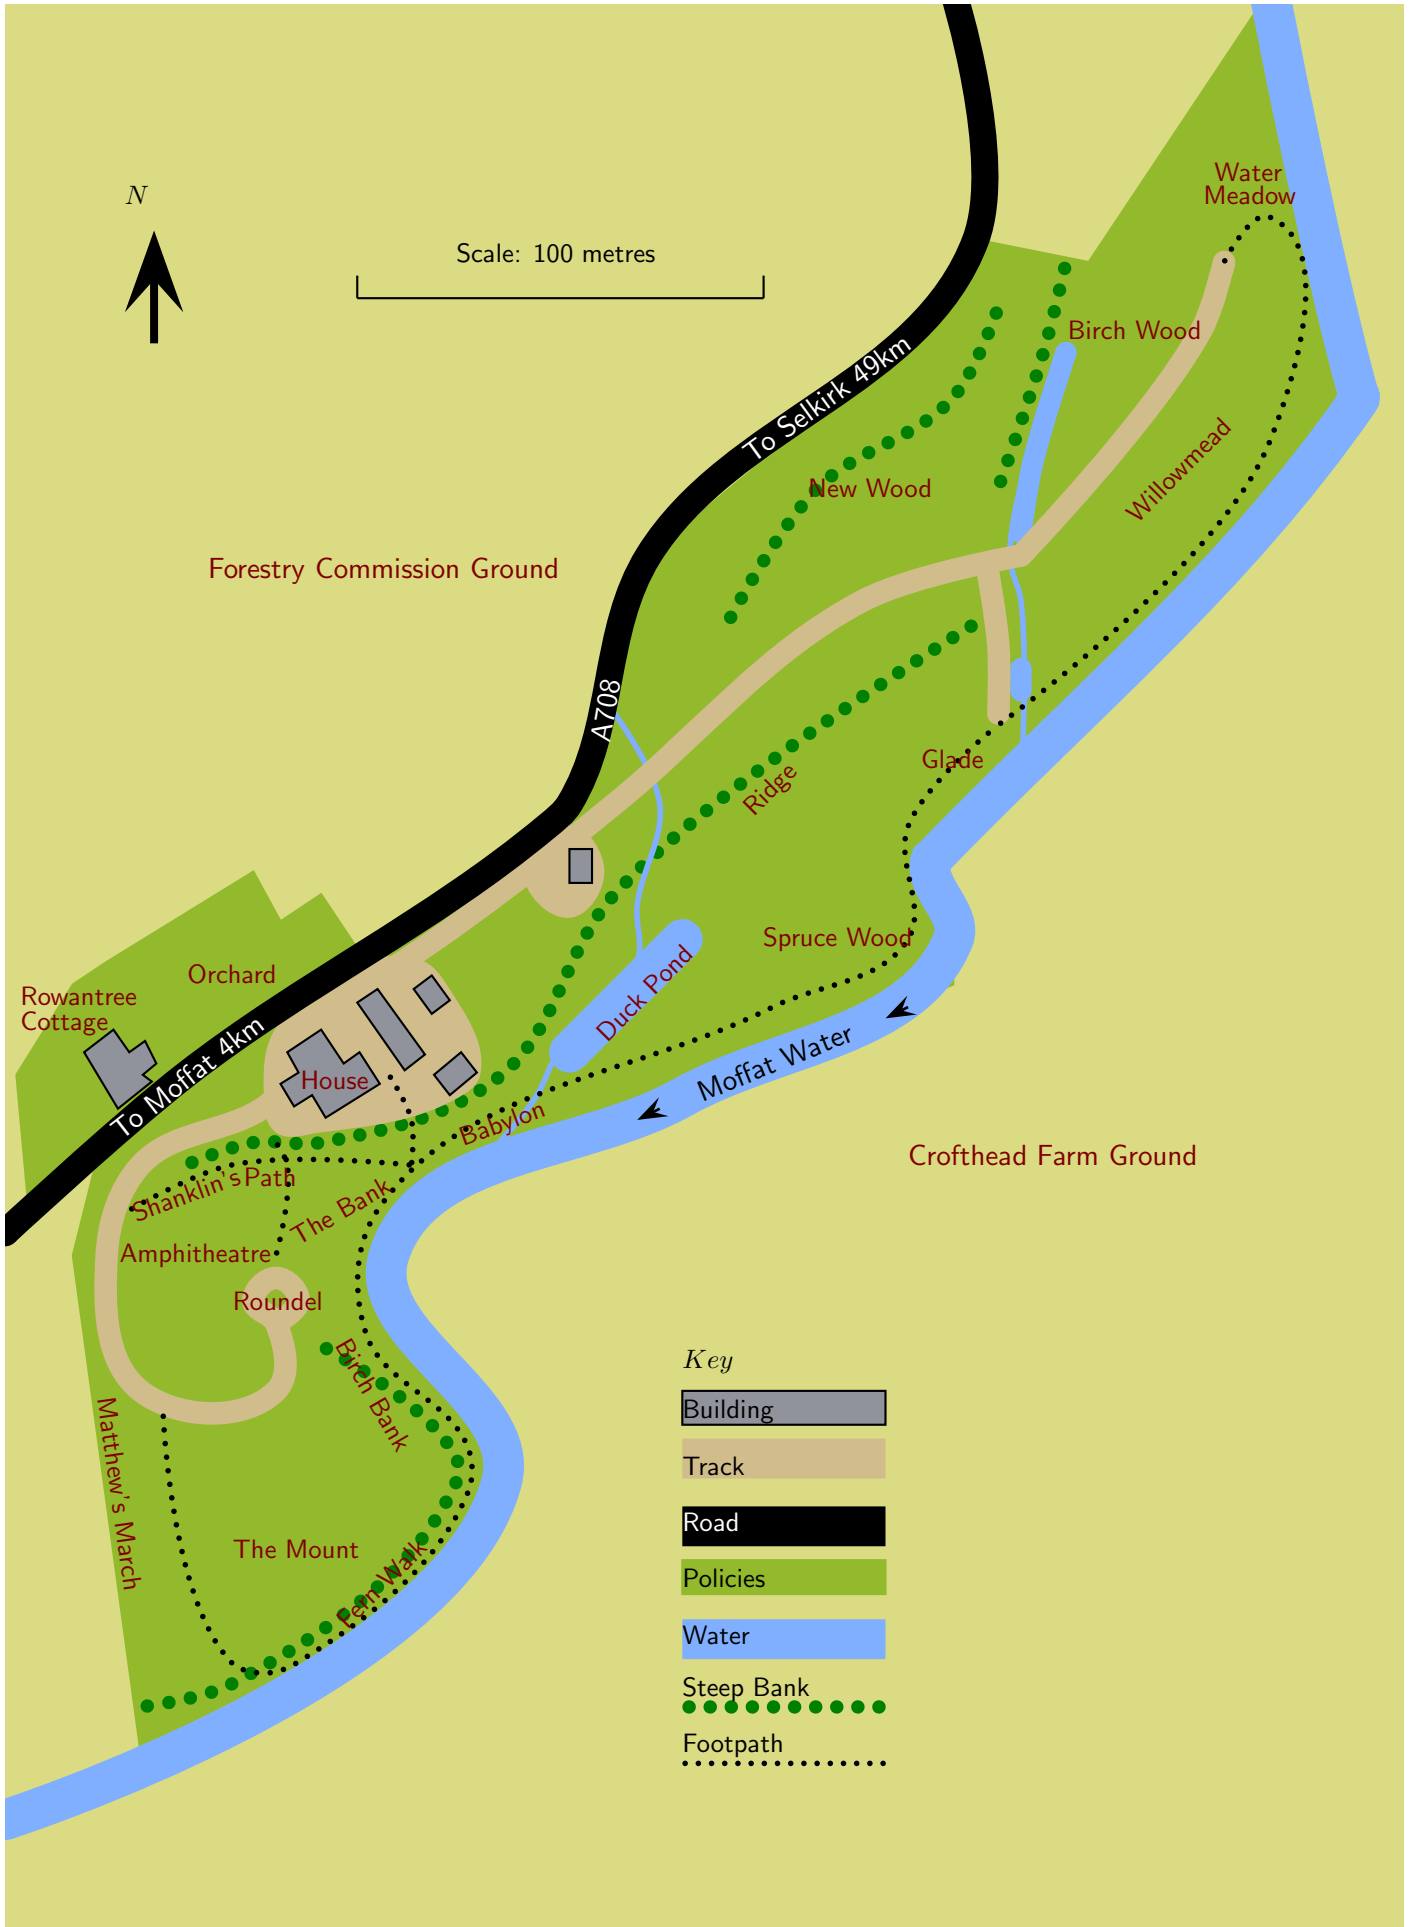 Water
Meadow
N
Scale: 100 metres
Birch Wood
To Selkirk 49km
Willowmead
New Wood
Forestry Commission Ground
A708
Glade
Ridge
Spruce Wood
Orchard
Rowantree
Cottage
Duck Pond
To Moffat 4km
House
Moffat Water
Babylon
Crofthead Farm Ground
Shanklin's Path
The Bank
Amphitheatre
Roundel
Birch Bank
Matthew's March
The Mount
Fern Walk
Key
Building
Track
Road
Policies
Water
Steep Bank
Footpath